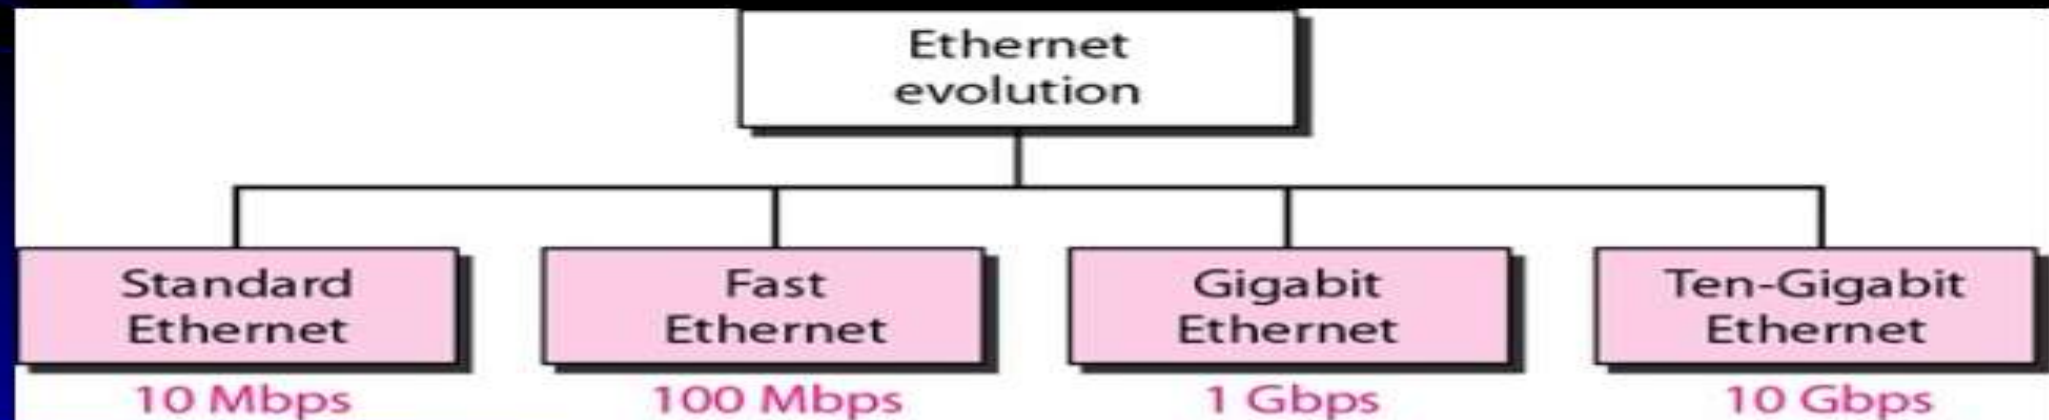 Ethernet
evolution
Standard
Ethernet
Fast
Ethernet
Gigabit
Ethernet
Ten-Gigabit
Ethernet
10 Mbps
100 Mbps
1 Gbps
10 Gbps